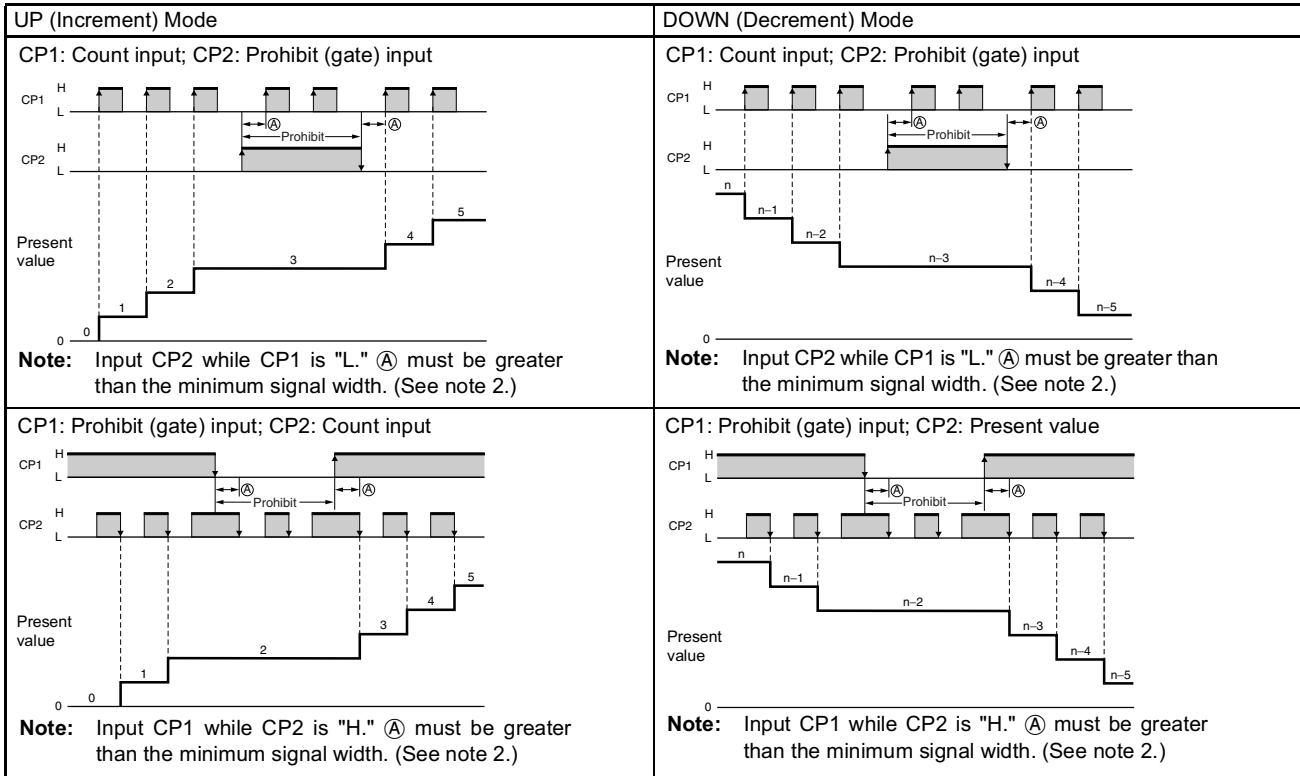 UP (Increment) Mode
DOWN (Decrement) Mode
CP1: Count input; CP2: Prohibit (gate) input
H
CP1
L
Ⓐ
Ⓐ
Prohibit
H
CP2
L
5
4
3
2
1
Present
value
0
0
Note: Input CP2 while CP1 is "L." Ⓐ must be greater
than the minimum signal width. (See note 2.)
CP1: Count input; CP2: Prohibit (gate) input
H
CP1
L
Ⓐ
Ⓐ
Prohibit
H
CP2
L
n
n–1
n–2
n–3
n–4
n–5
Present
value
0
Note: Input CP2 while CP1 is "L." Ⓐ must be greater than
the minimum signal width. (See note 2.)
CP1: Prohibit (gate) input; CP2: Count input
H
CP1
L
Ⓐ
Ⓐ
Prohibit
H
CP2
L
5
4
3
2
1
Present
value
0
0
Note: Input CP1 while CP2 is "H." Ⓐ must be greater
than the minimum signal width. (See note 2.)
CP1: Prohibit (gate) input; CP2: Present value
H
CP1
L
Ⓐ
Ⓐ
Prohibit
H
CP2
L
n
n–1
n–2
n–3
n–4
n–5
Present
value
0
Note: Input CP1 while CP2 is "H." Ⓐ must be greater
than the minimum signal width. (See note 2.)